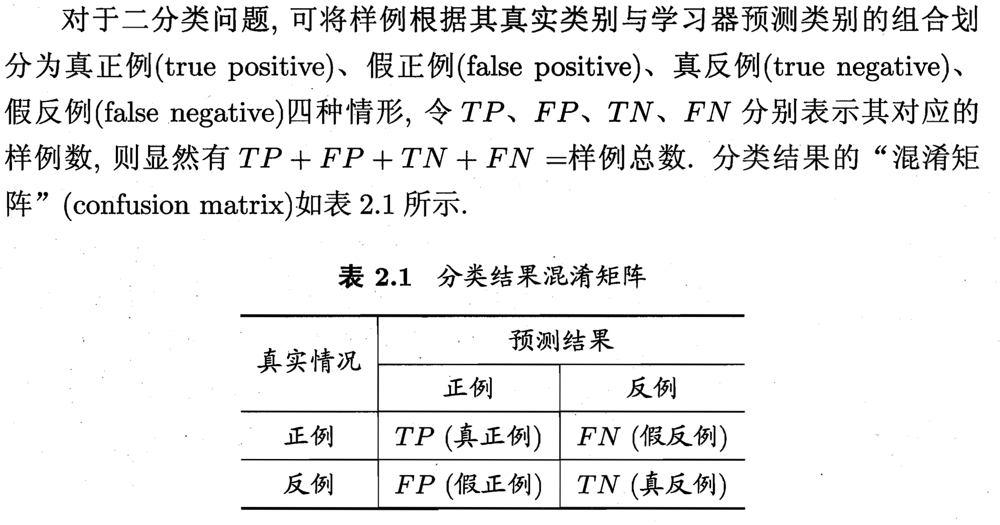 对于二分类问题, 可将样例根据其真实类别与学习器预测类别的组合划
分为真正例(true positive)、假正例(false positive)、真反例(true negative)、
假反例(false negative)四种情形, 令 TP、FP、TN、FN 分别表示其对应的
样例数, 则显然有 TP + FP + TN + FN =样例总数. 分类结果的“混淆矩
阵”(confusion matrix)如表 2.1 所示.
表 2.1 分类结果混淆矩阵
真实情况 预测结果
正例 反例
正例 TP (真正例) FN (假反例)
反例 FP (假正例) TN (真反例)